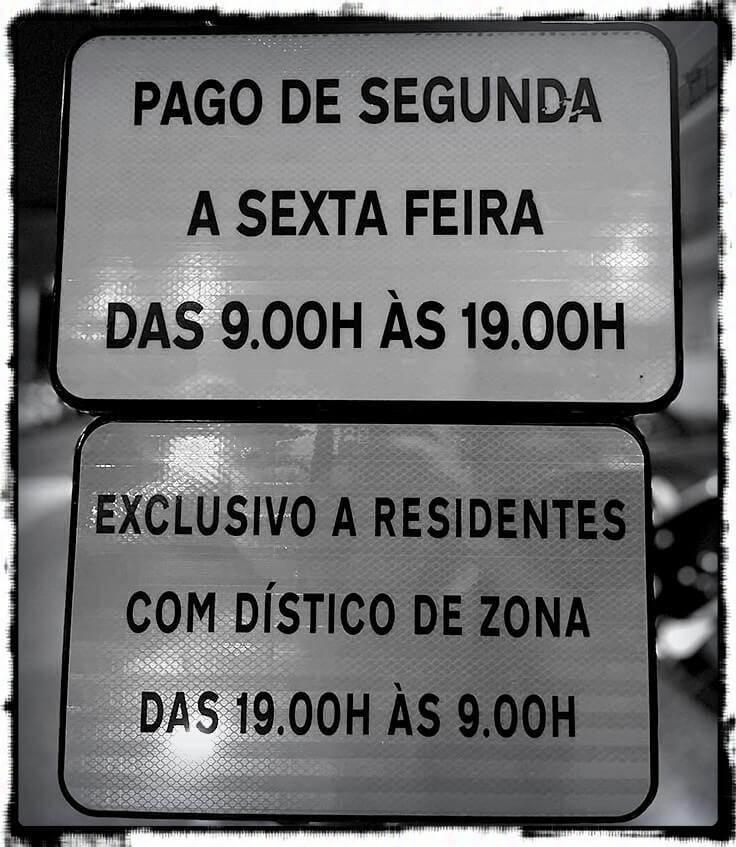 PAGO DE SEGUNDA
A SEXTA FEIRA
DAS 9.00H ÀS 19.00H
EXCLUSIVO A RESIDENTES
COM DÍSTICO DE ZONA
DAS 19.00H ÀS 9.00H